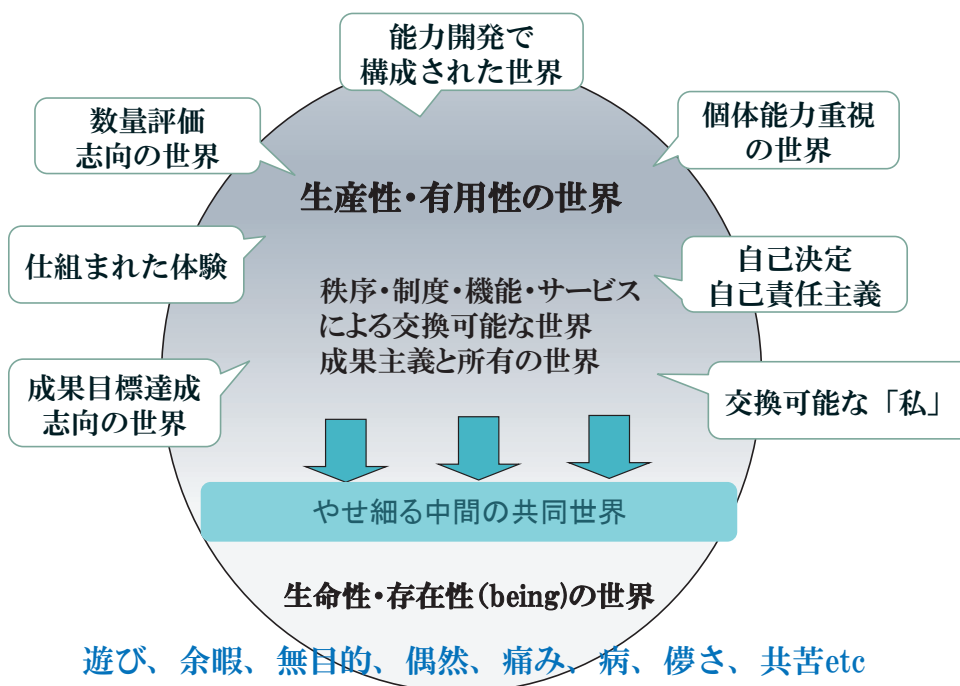 能力開発で
構成された世界
数量評価
志向の世界
個体能力重視
の世界
生産性・有用性の世界
仕組まれた体験
自己決定
自己責任主義
秩序・制度・機能・サービス
による交換可能な世界
成果主義と所有の世界
成果目標達成
志向の世界
交換可能な「私」
やせ細る中間の共同世界
生命性・存在性(being)の世界
遊び、余暇、無目的、偶然、痛み、病、儚さ、共苦etc